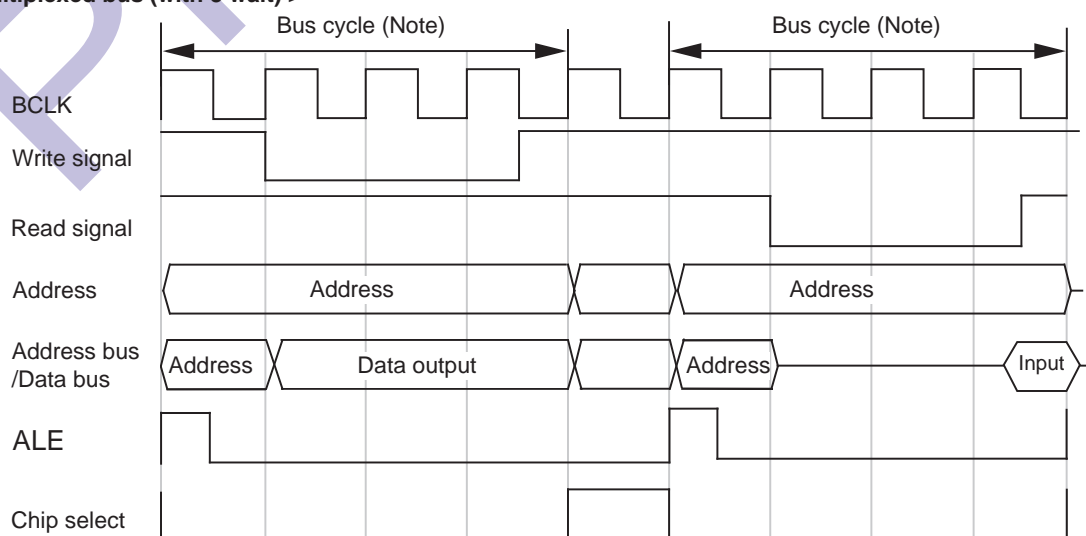 Bus cycle (Note) Bus cycle (Note)
BCLK
Write signal
Read signal
Address Address Address
Address bus
/Data bus
Address Data output Address Input
ALE
Chip select